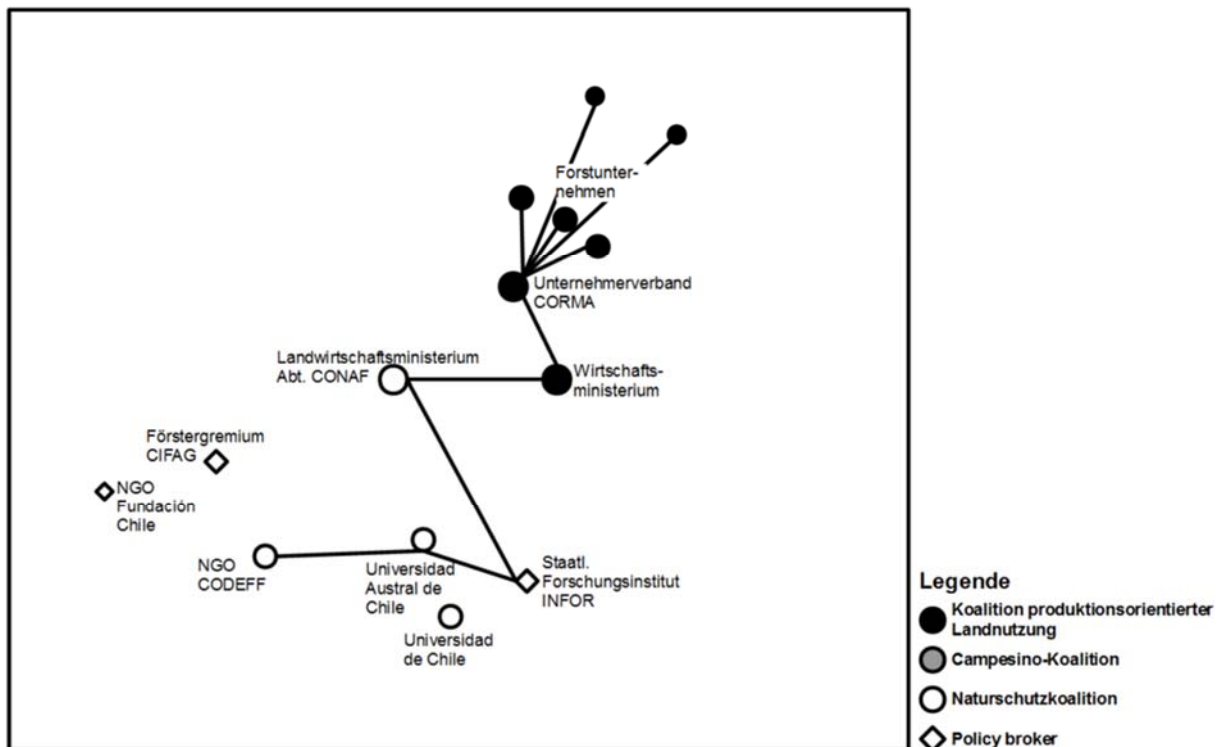 Forstunter-
nehmen
Unternehmerverband
CORMA
Landwirtschaftsministerium
Abt. CONAF
Wirtschafts-
ministerium
Förstergremium
CIFAG
NGO
Fundación
Chile
NGO
CODEFF
Universidad
Austral de
Chile
Staatl.
Forschungsinstitut
INFOR
Universidad
de Chile
Legende
Koalition produktionsorientierter
Landnutzung
Campesino-Koalition
Naturschutzkoalition
Policy broker